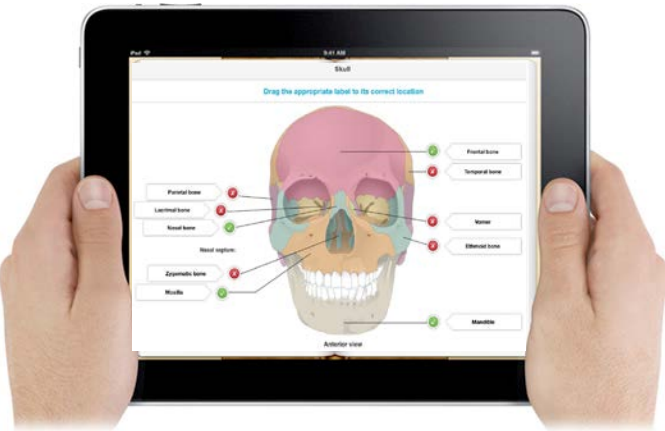 iPad
9:41 AM
Skull
Drag the appropriate label to its correct location
Frontal bone
Temporal bone
Parietal bone
Lacrimal bone
Nasal bone
Vomer
Ethmoid bone
Nasal septum:
Zygomatic bone
Maxilla
Mandible
Anterior view